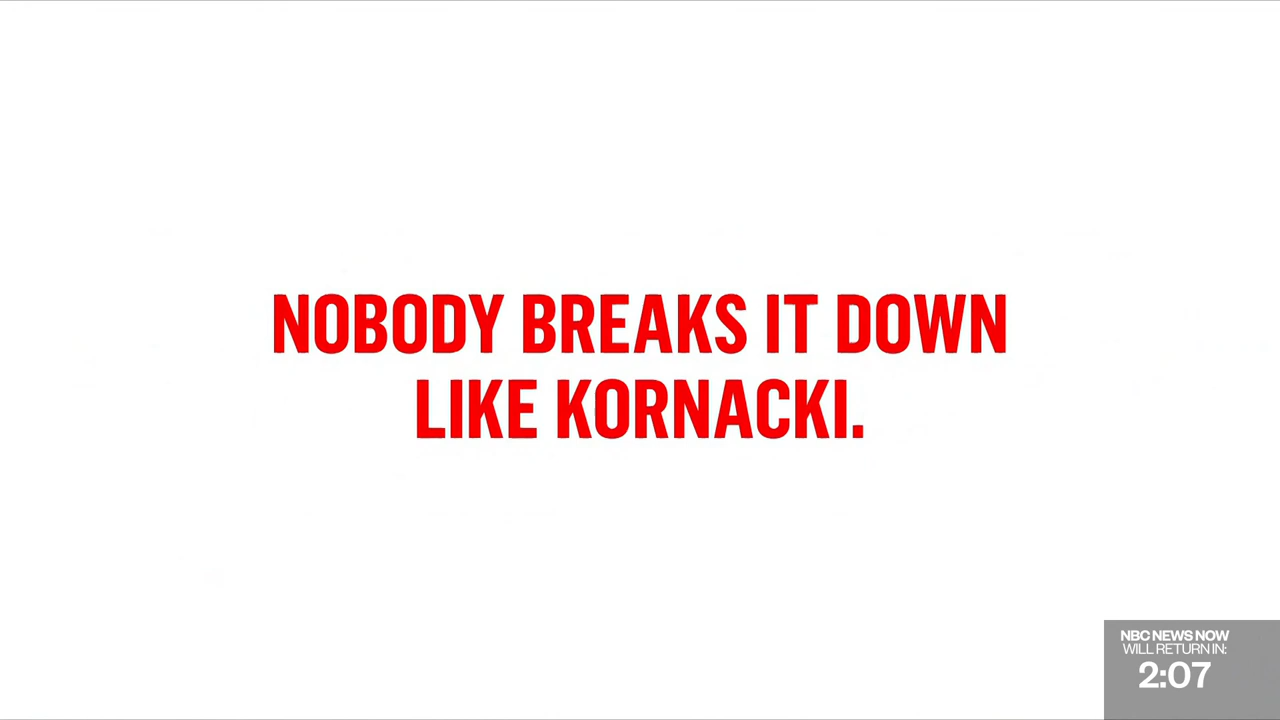 NOBODY BREAKS IT DOWN
LIKE KORNACKI.
NBC NEWS NOW
WILL RETURN IN:
2:07